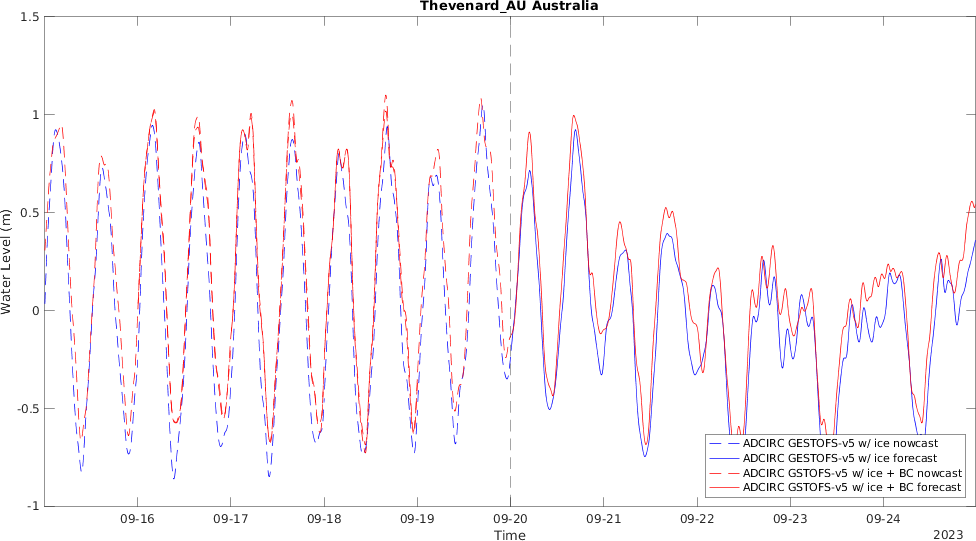 Thevenard_AU Australia
1.5
1
0.5
0
-0.5
-1
Water Level (m)
ADCIRC GESTOFS-v5 w/ ice nowcast
ADCIRC GESTOFS-v5 w/ ice forecast
ADCIRC GSTOFS-v5 w/ ice + BC nowcast
ADCIRC GSTOFS-v5 w/ ice + BC forecast
09-16 09-17 09-18 09-19 09-20 09-21 09-22 09-23 09-24
Time
2023